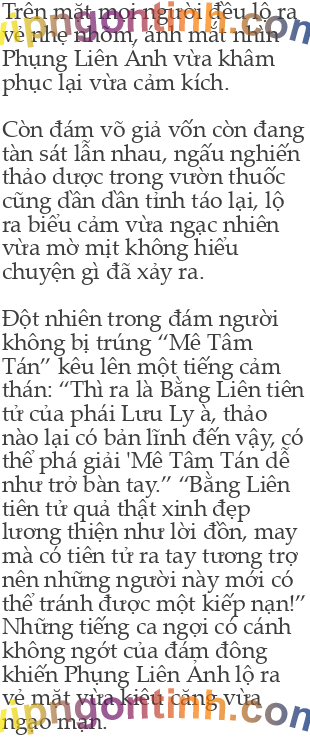 Trên mặt mọi người đều lộ ra
vẻ nhẹ nhõm, ánh mắt nhìn
Phụng Liên Ảnh vừa khâm
phục lại vừa cảm kích.
Còn đám võ giả vốn còn đang
tàn sát lẫn nhau, ngấu nghiến
thảo dược trong vườn thuốc
cũng dần dần tỉnh táo lại, lộ
ra biểu cảm vừa ngạc nhiên
vừa mờ mịt không hiểu
chuyện gì đã xảy ra.
Đột nhiên trong đám người
không bị trúng “Mê Tâm
Tán” kêu lên một tiếng cảm
thán: “Thì ra là Bằng Liên tiên
tử của phái Lưu Ly à, thảo
nào lại có bản lĩnh đến vậy, có
thể phá giải 'Mê Tâm Tán dễ
như trở bàn tay.” “Bằng Liên
tiên tử quả thật xinh đẹp
lương thiện như lời đồn, may
mà có tiên tử ra tay tương trợ
nên những người này mới có
thể tránh được một kiếp nạn!”
Những tiếng ca ngợi có cánh
không ngớt của đám đông
khiến Phụng Liên Ảnh lộ ra
vẻ mặt vừa kiêu căng vừa
ngạo mạn.
vipngontinh.com
vipngontinh.com